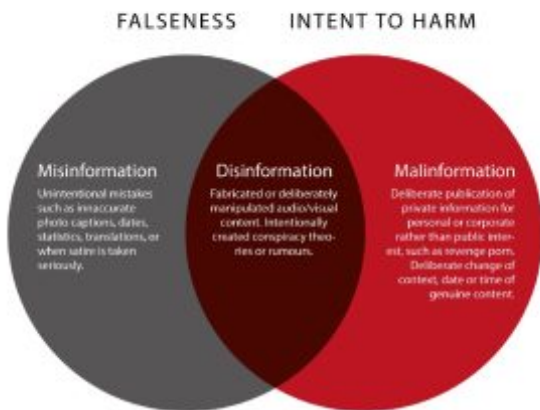 FALSENESS
INTENT TO HARM
Misinformation
Unintentional mistakes
such as innaccurate
photo captions, dates,
statistics, translations, or
when satire is taken
seriously.
Disinformation
Fabricated or deliberately
manipulated audio/visual
content. Intentionally
created conspiracy theo-
ries or rumours.
Malinformation
Deliberate publication of
private information for
personal or corporate
rather than public inter-
est, such as revenge porn.
Deliberate change of
context, date or time of
genuine content.